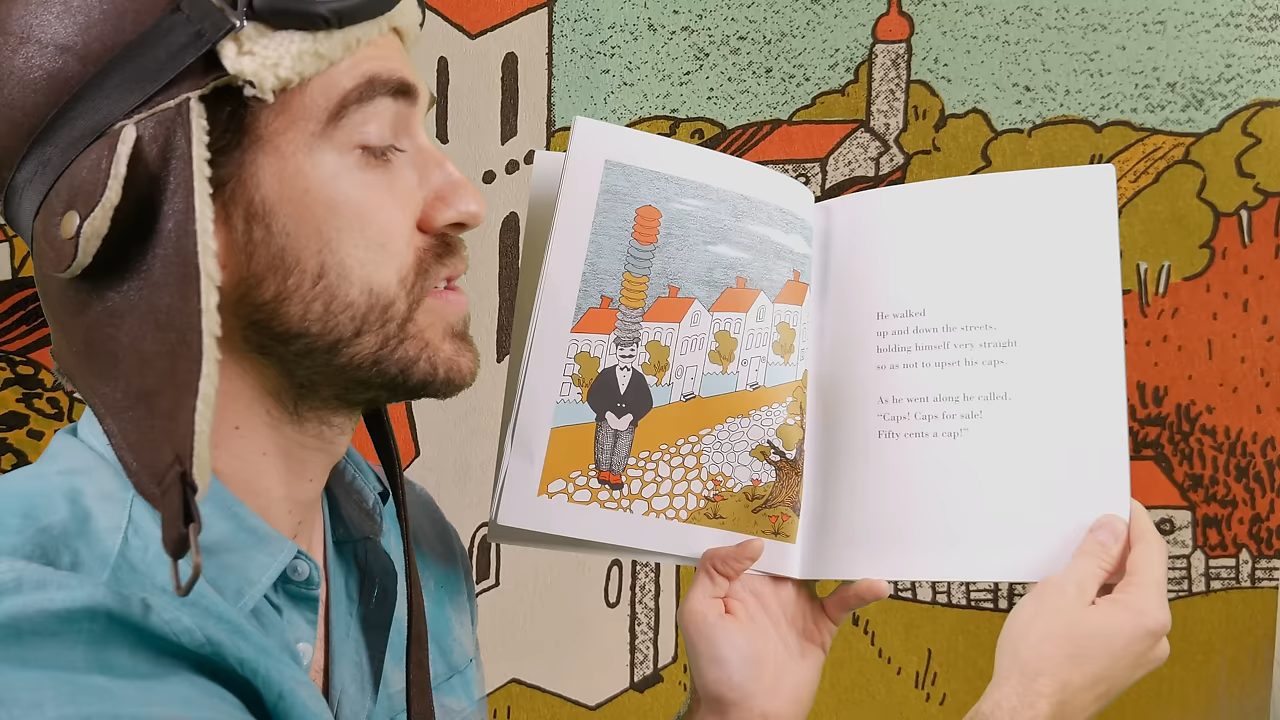 He walked
up and down the streets,
holding himself very straight
so as not to upset his caps.
As he went along he called,
“Caps! Caps for sale!
Fifty cents a cap!”